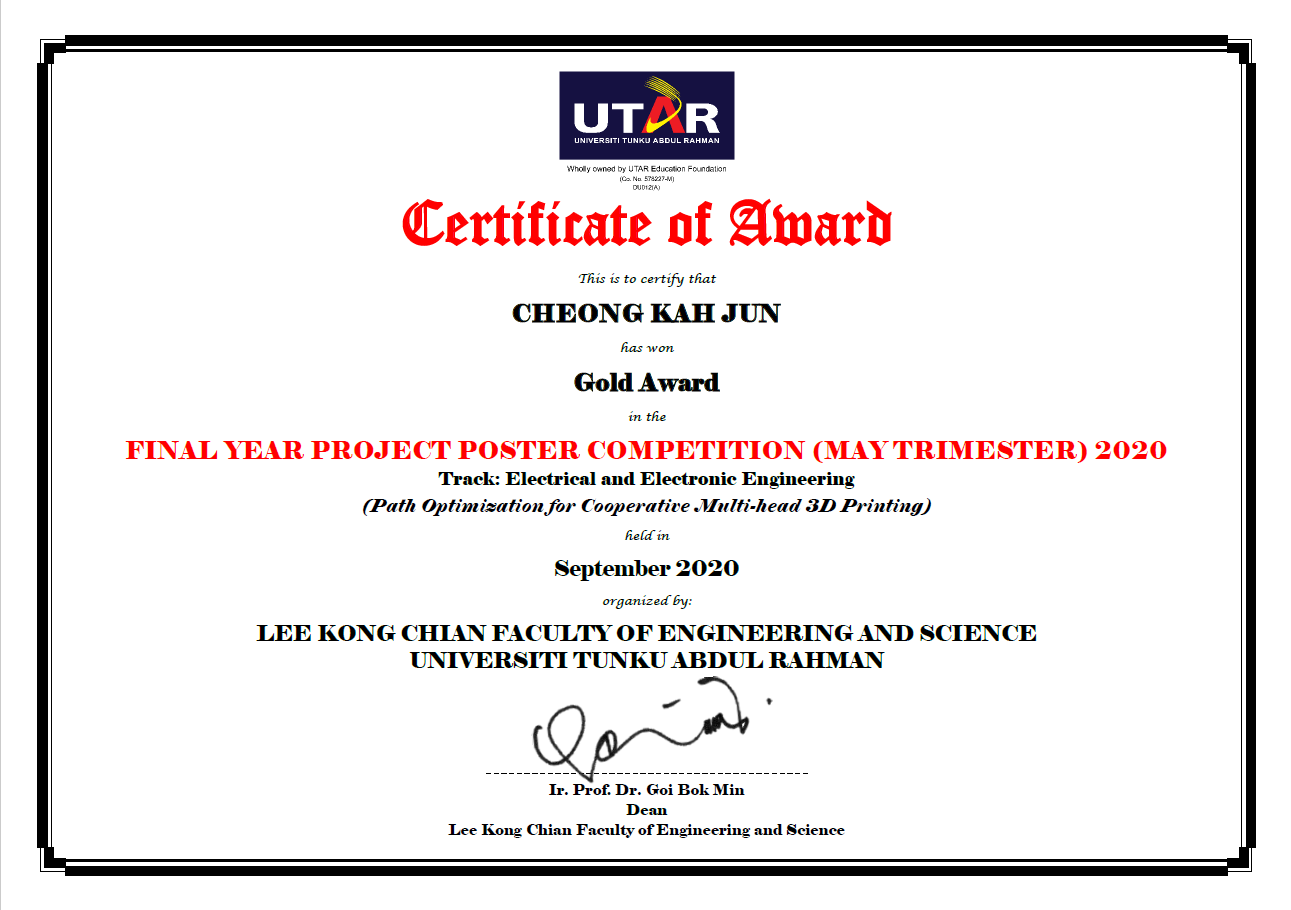 UTAR
UNIVERSITI TUNKU ABDUL RAHMAN
Wholly owned by UTAR Education Foundation
(Co. No. 578227-M)
DU012(A)
Certificate of Award
This is to certify that
CHEONG KAH JUN
has won
Gold Award
in the
FINAL YEAR PROJECT POSTER COMPETITION (MAY TRIMESTER) 2020
Track: Electrical and Electronic Engineering
(Path Optimization for Cooperative Multi-head 3D Printing)
held in
September 2020
organized by:
LEE KONG CHIAN FACULTY OF ENGINEERING AND SCIENCE
UNIVERSITI TUNKU ABDUL RAHMAN
Ir. Prof. Dr. Goi Bok Min
Dean
Lee Kong Chian Faculty of Engineering and Science